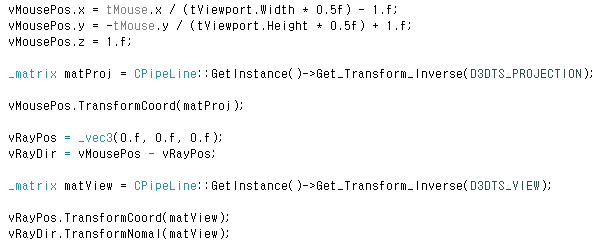 vMousePos.x = tMouse.x / (tViewport.Width * 0.5f) - 1.f;
vMousePos.y = -tMouse.y / (tViewport.Height * 0.5f) + 1.f;
vMousePos.z = 1.f;
_matrix matProj = CPipeLine::GetInstance()->Get_Transform_Inverse(D3DTS_PROJECTION);
vMousePos.TransformCoord(matProj);
vRayPos = _vec3(0.f, 0.f, 0.f);
vRayDir = vMousePos - vRayPos;
_matrix matView = CPipeLine::GetInstance()->Get_Transform_Inverse(D3DTS_VIEW);
vRayPos.TransformCoord(matView);
vRayDir.TransformNomal(matView);